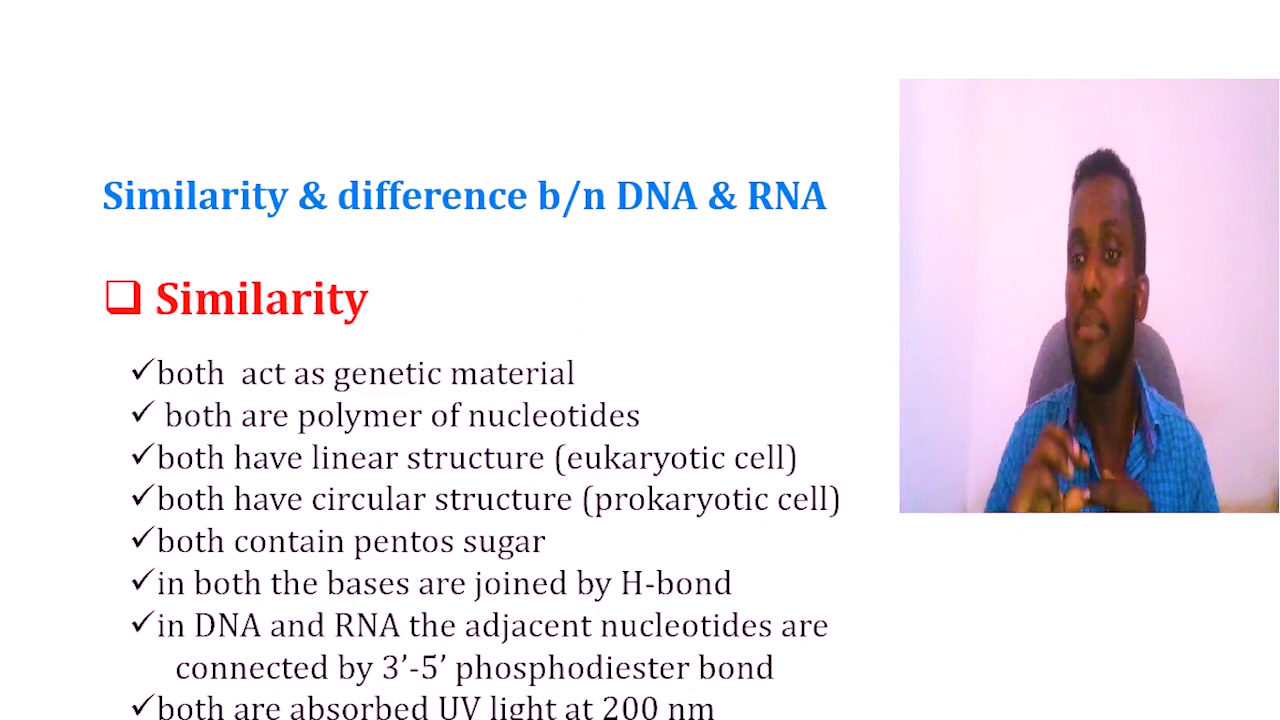 Similarity & difference b/n DNA & RNA
Similarity
both act as genetic material
both are polymer of nucleotides
both have linear structure (eukaryotic cell)
both have circular structure (prokaryotic cell)
both contain pentos sugar
in both the bases are joined by H-bond
in DNA and RNA the adjacent nucleotides are
connected by 3’-5’ phosphodiester bond
both are absorbed UV light at 200 nm